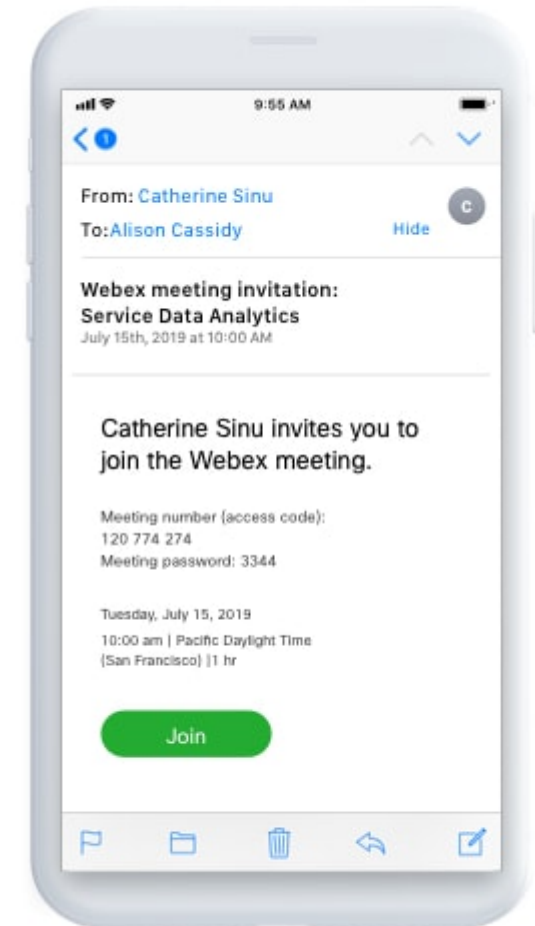 9:55 AM
1
From: Catherine Sinu
C
To:Alison Cassidy
Hide
Webex meeting invitation:
Service Data Analytics
July 15th, 2019 at 10:00 AM
Catherine Sinu invites you to
join the Webex meeting.
Meeting number (access code):
120 774 274
Meeting password: 3344
Tuesday, July 15, 2019
10:00 am | Pacific Daylight Time
(San Francisco) |1 hr
Join